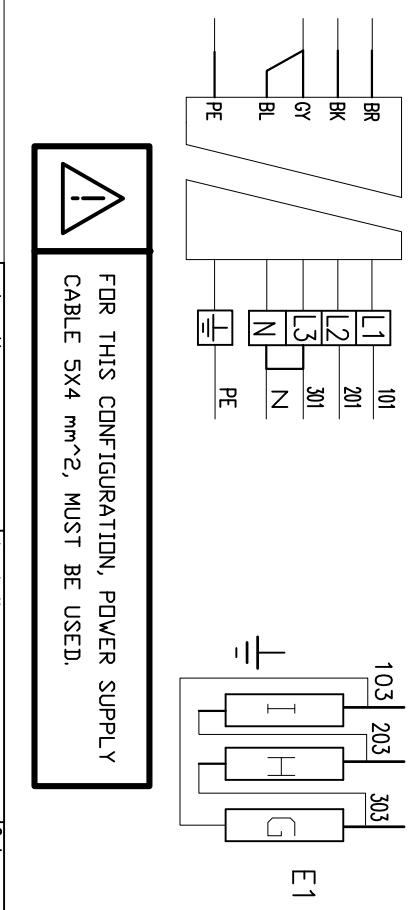 BR
BK
GY
BL
PE
L1
L2
L3
N
101
201
301
N
PE
103
203
303
I
H
G
E1
!
FOR THIS CONFIGURATION, POWER SUPPLY
CABLE 5X4 mm^2, MUST BE USED.